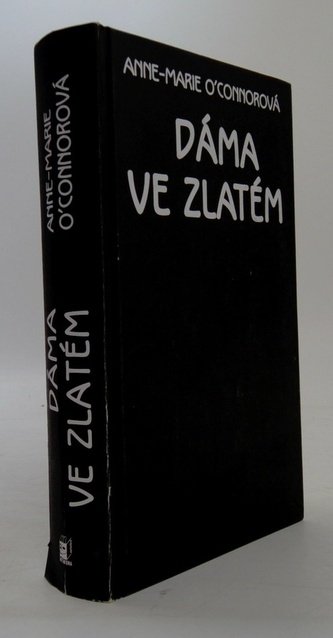 ANNE-MARIE O'CONNOROVÁ
DÁMA
VE ZLATÉM
ANNE-MARIE
O'CONNOROVÁ
DÁMA
VE ZLATÉM